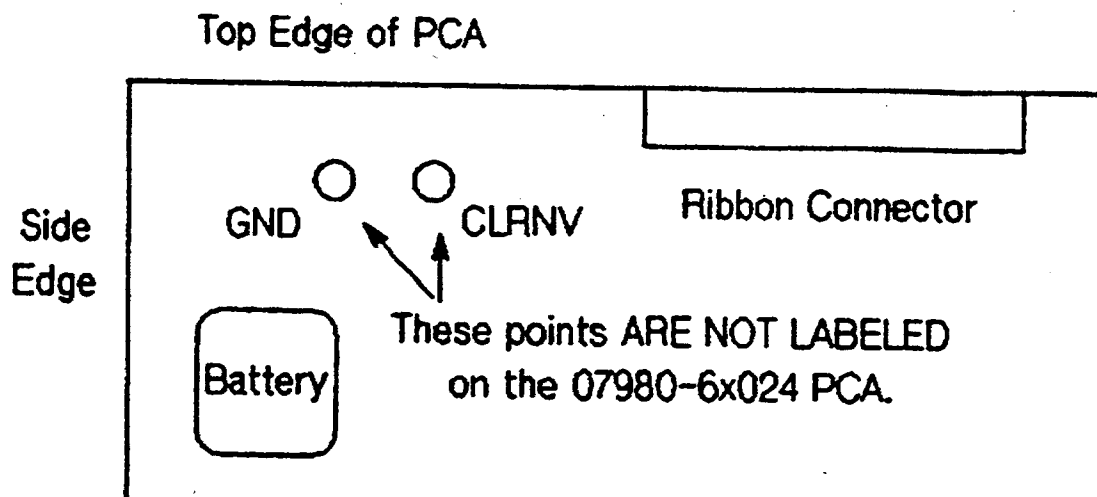 Top Edge of PCA
Side
Edge
GND
CLRNV
Ribbon Connector
Battery
These points ARE NOT LABELED
on the 07980-6x024 PCA.